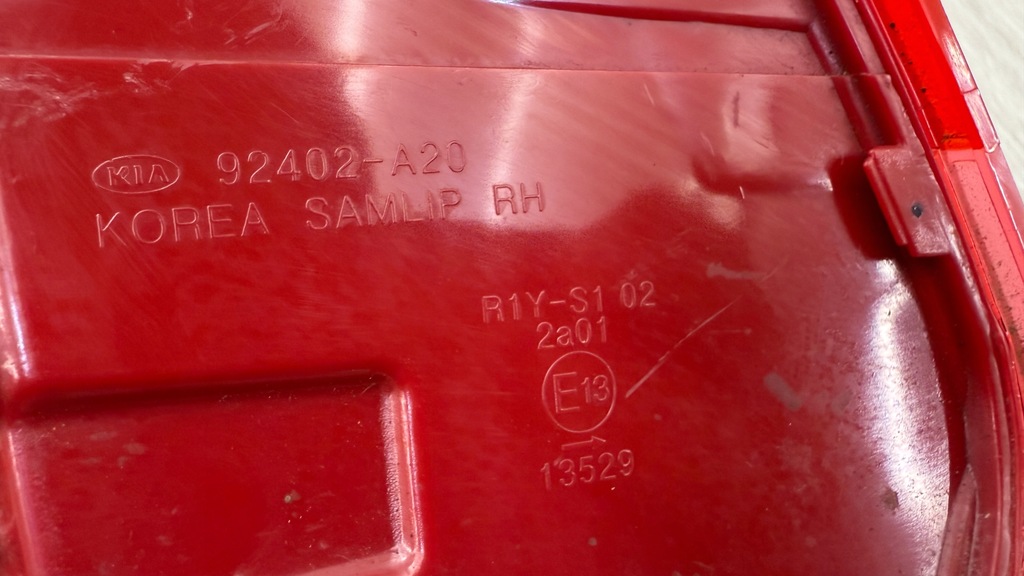 KIA 92402-A20
KOREA SAMLIP RH
R1Y-S1 02
2a01
E13
→
13529